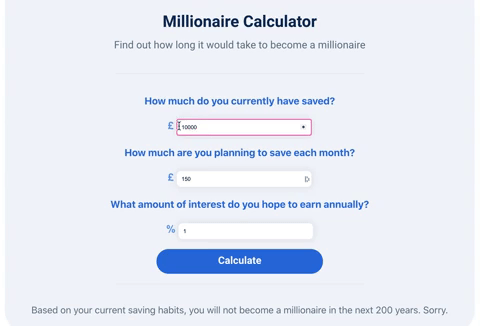 Millionaire Calculator
Find out how long it would take to become a millionaire
How much do you currently have saved?
£ 10000
How much are you planning to save each month?
£ 150
What amount of interest do you hope to earn annually?
% 1
Calculate
Based on your current saving habits, you will not become a millionaire in the next 200 years. Sorry.